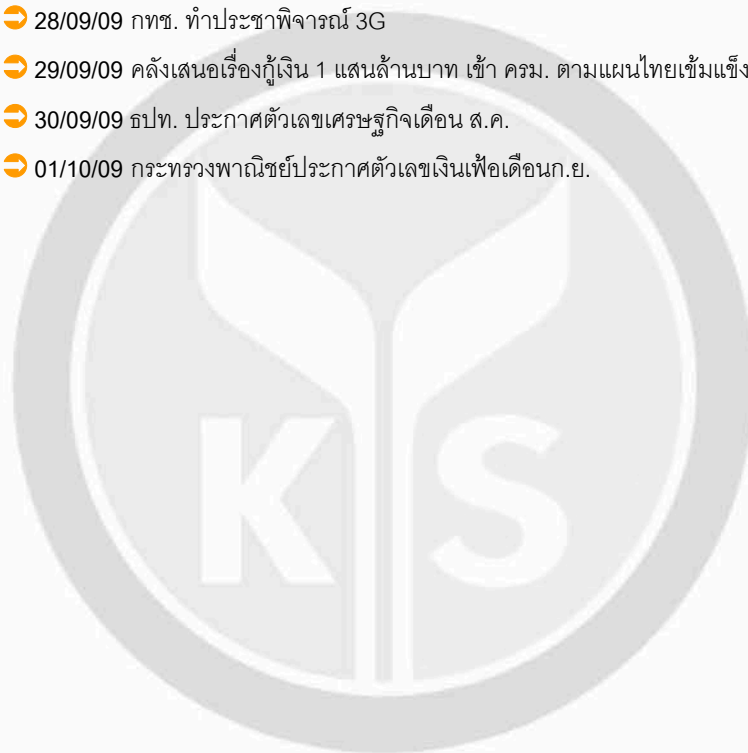 28/09/09 กทช. ทำประชาพิจารณ์ 3G
29/09/09 คลังเสนอเรื่องกู้เงิน 1 แสนล้านบาท เข้า ครม. ตามแผนไทยเข้มแข็ง
30/09/09 ธปท. ประกาศตัวเลขเศรษฐกิจเดือน ส.ค.
01/10/09 กระทรวงพาณิชย์ประกาศตัวเลขเงินเฟ้อเดือนก.ย.
K S